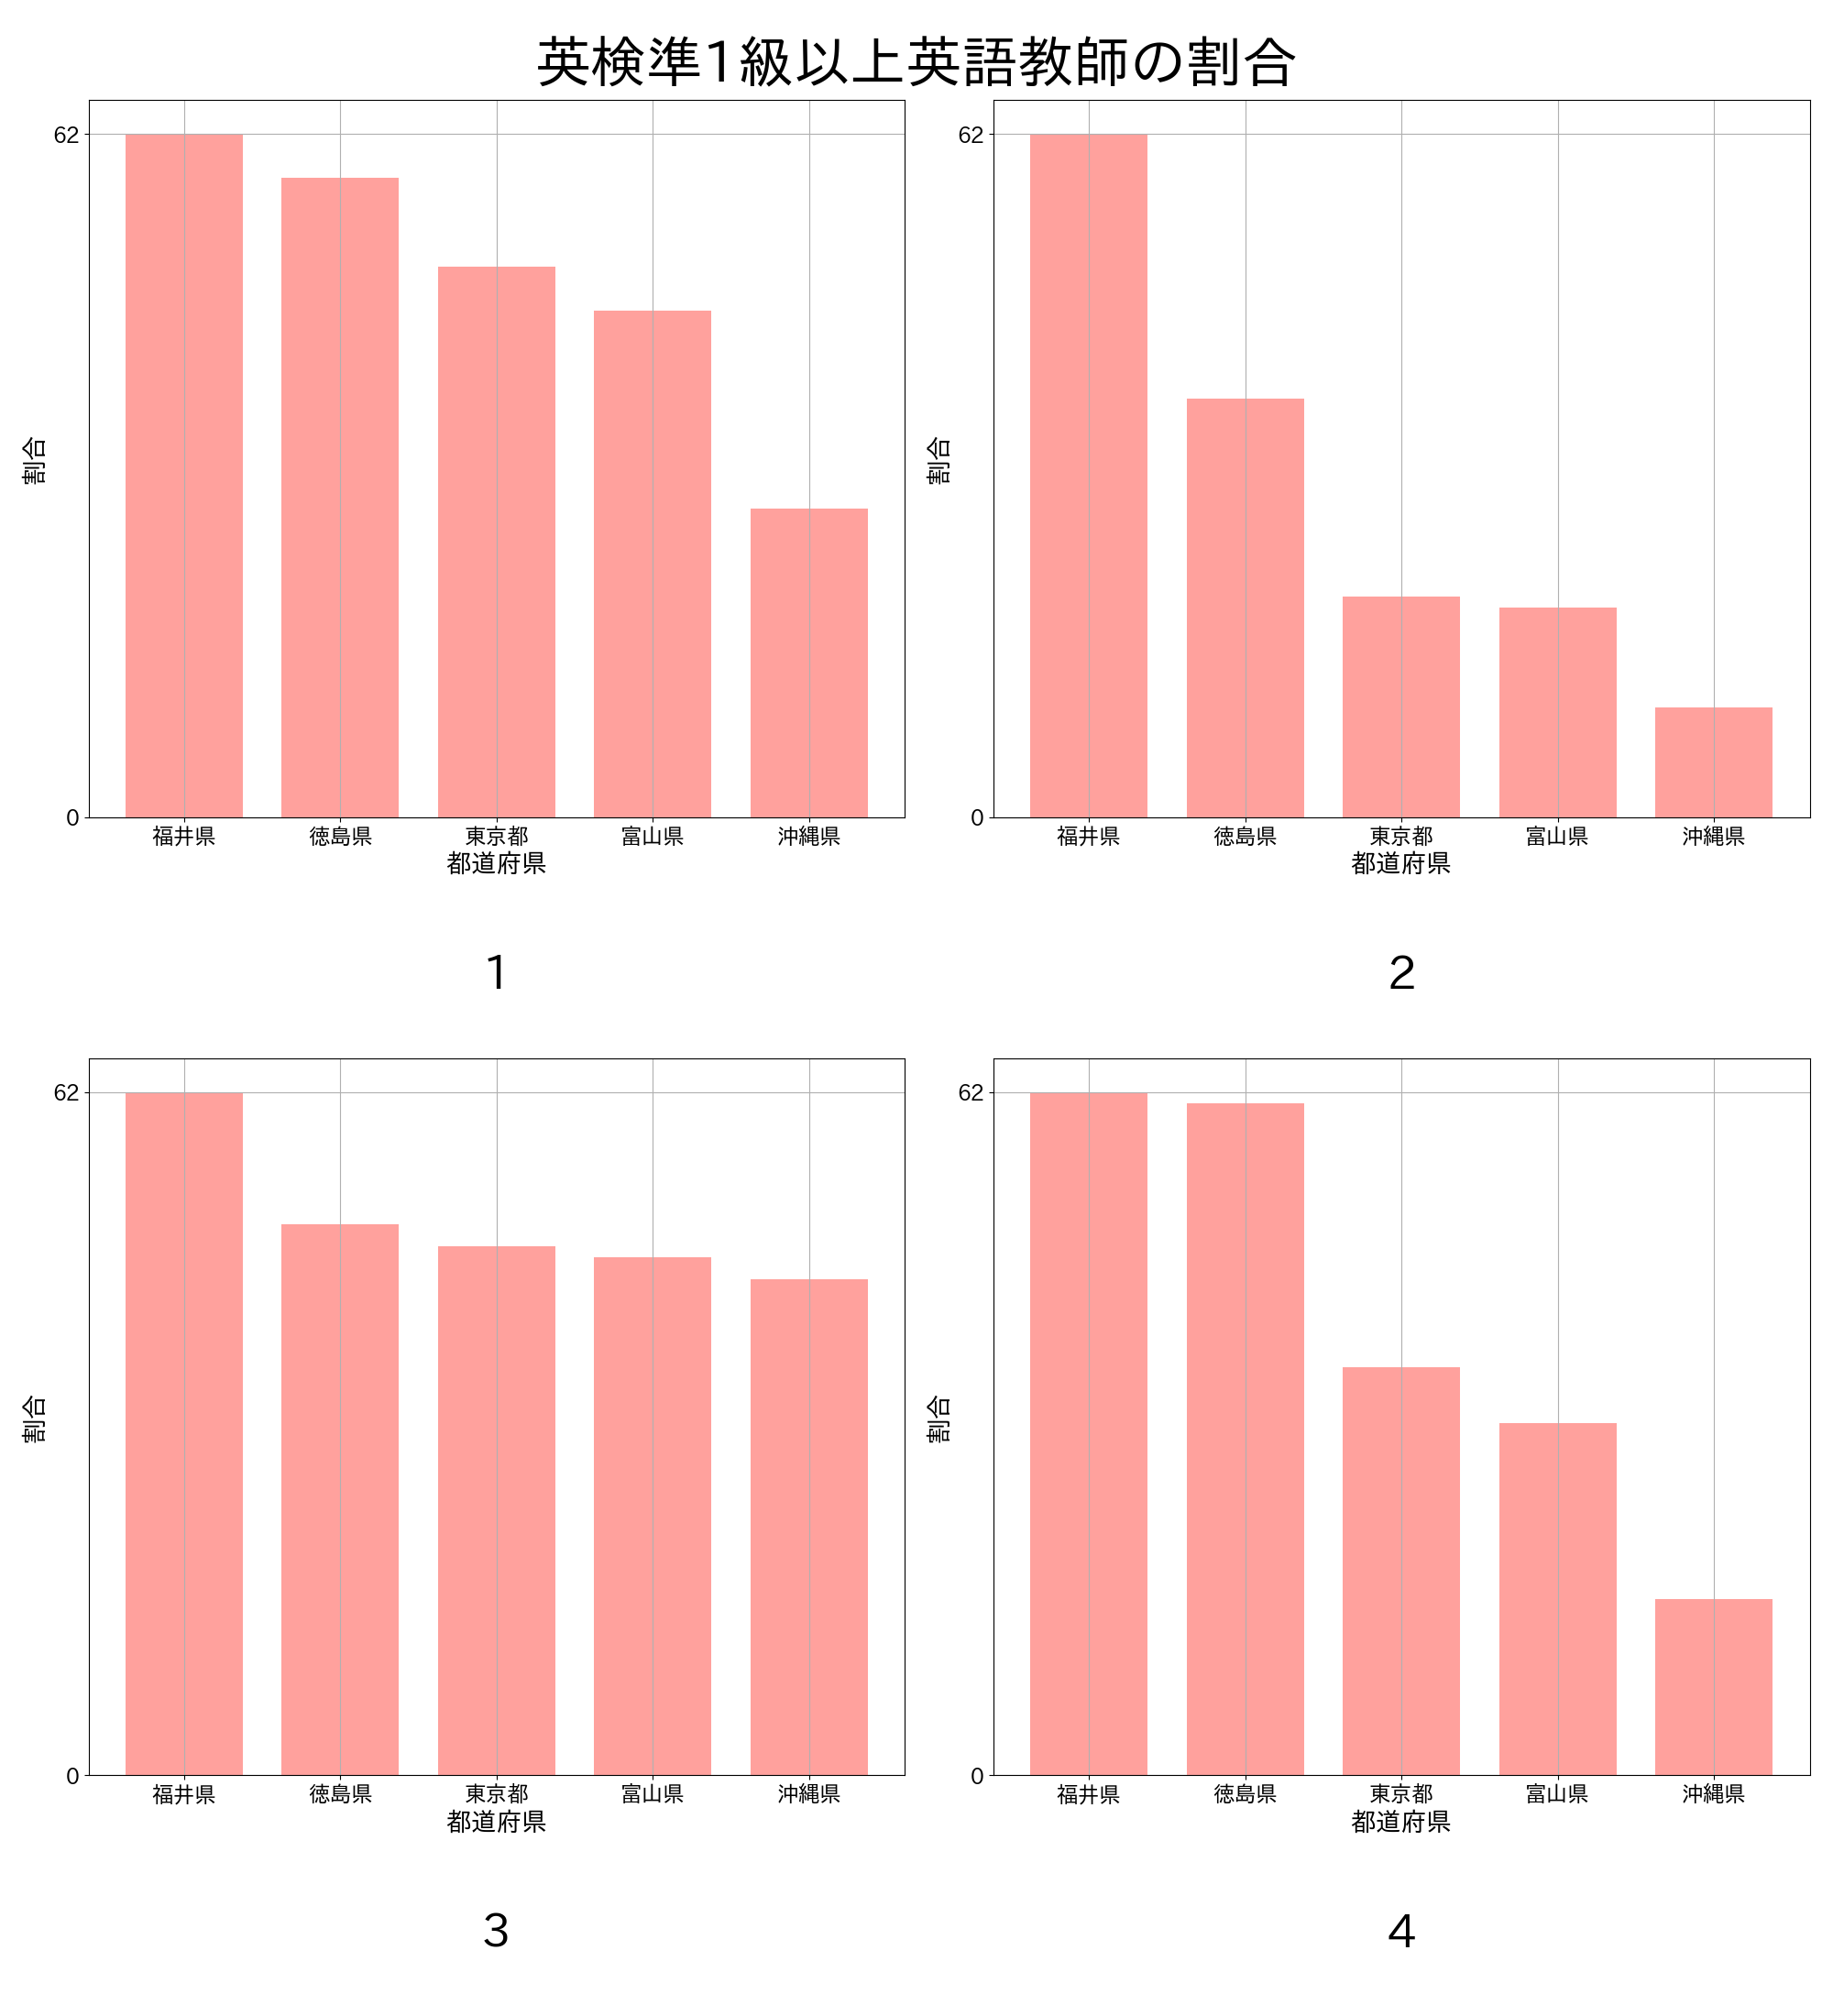 英検準1級以上英語教師の割合
62
0
割合
福井県 徳島県 東京都 富山県 沖縄県
都道府県
1
62
0
割合
福井県 徳島県 東京都 富山県 沖縄県
都道府県
2
62
0
割合
福井県 徳島県 東京都 富山県 沖縄県
都道府県
3
62
0
割合
福井県 徳島県 東京都 富山県 沖縄県
都道府県
4